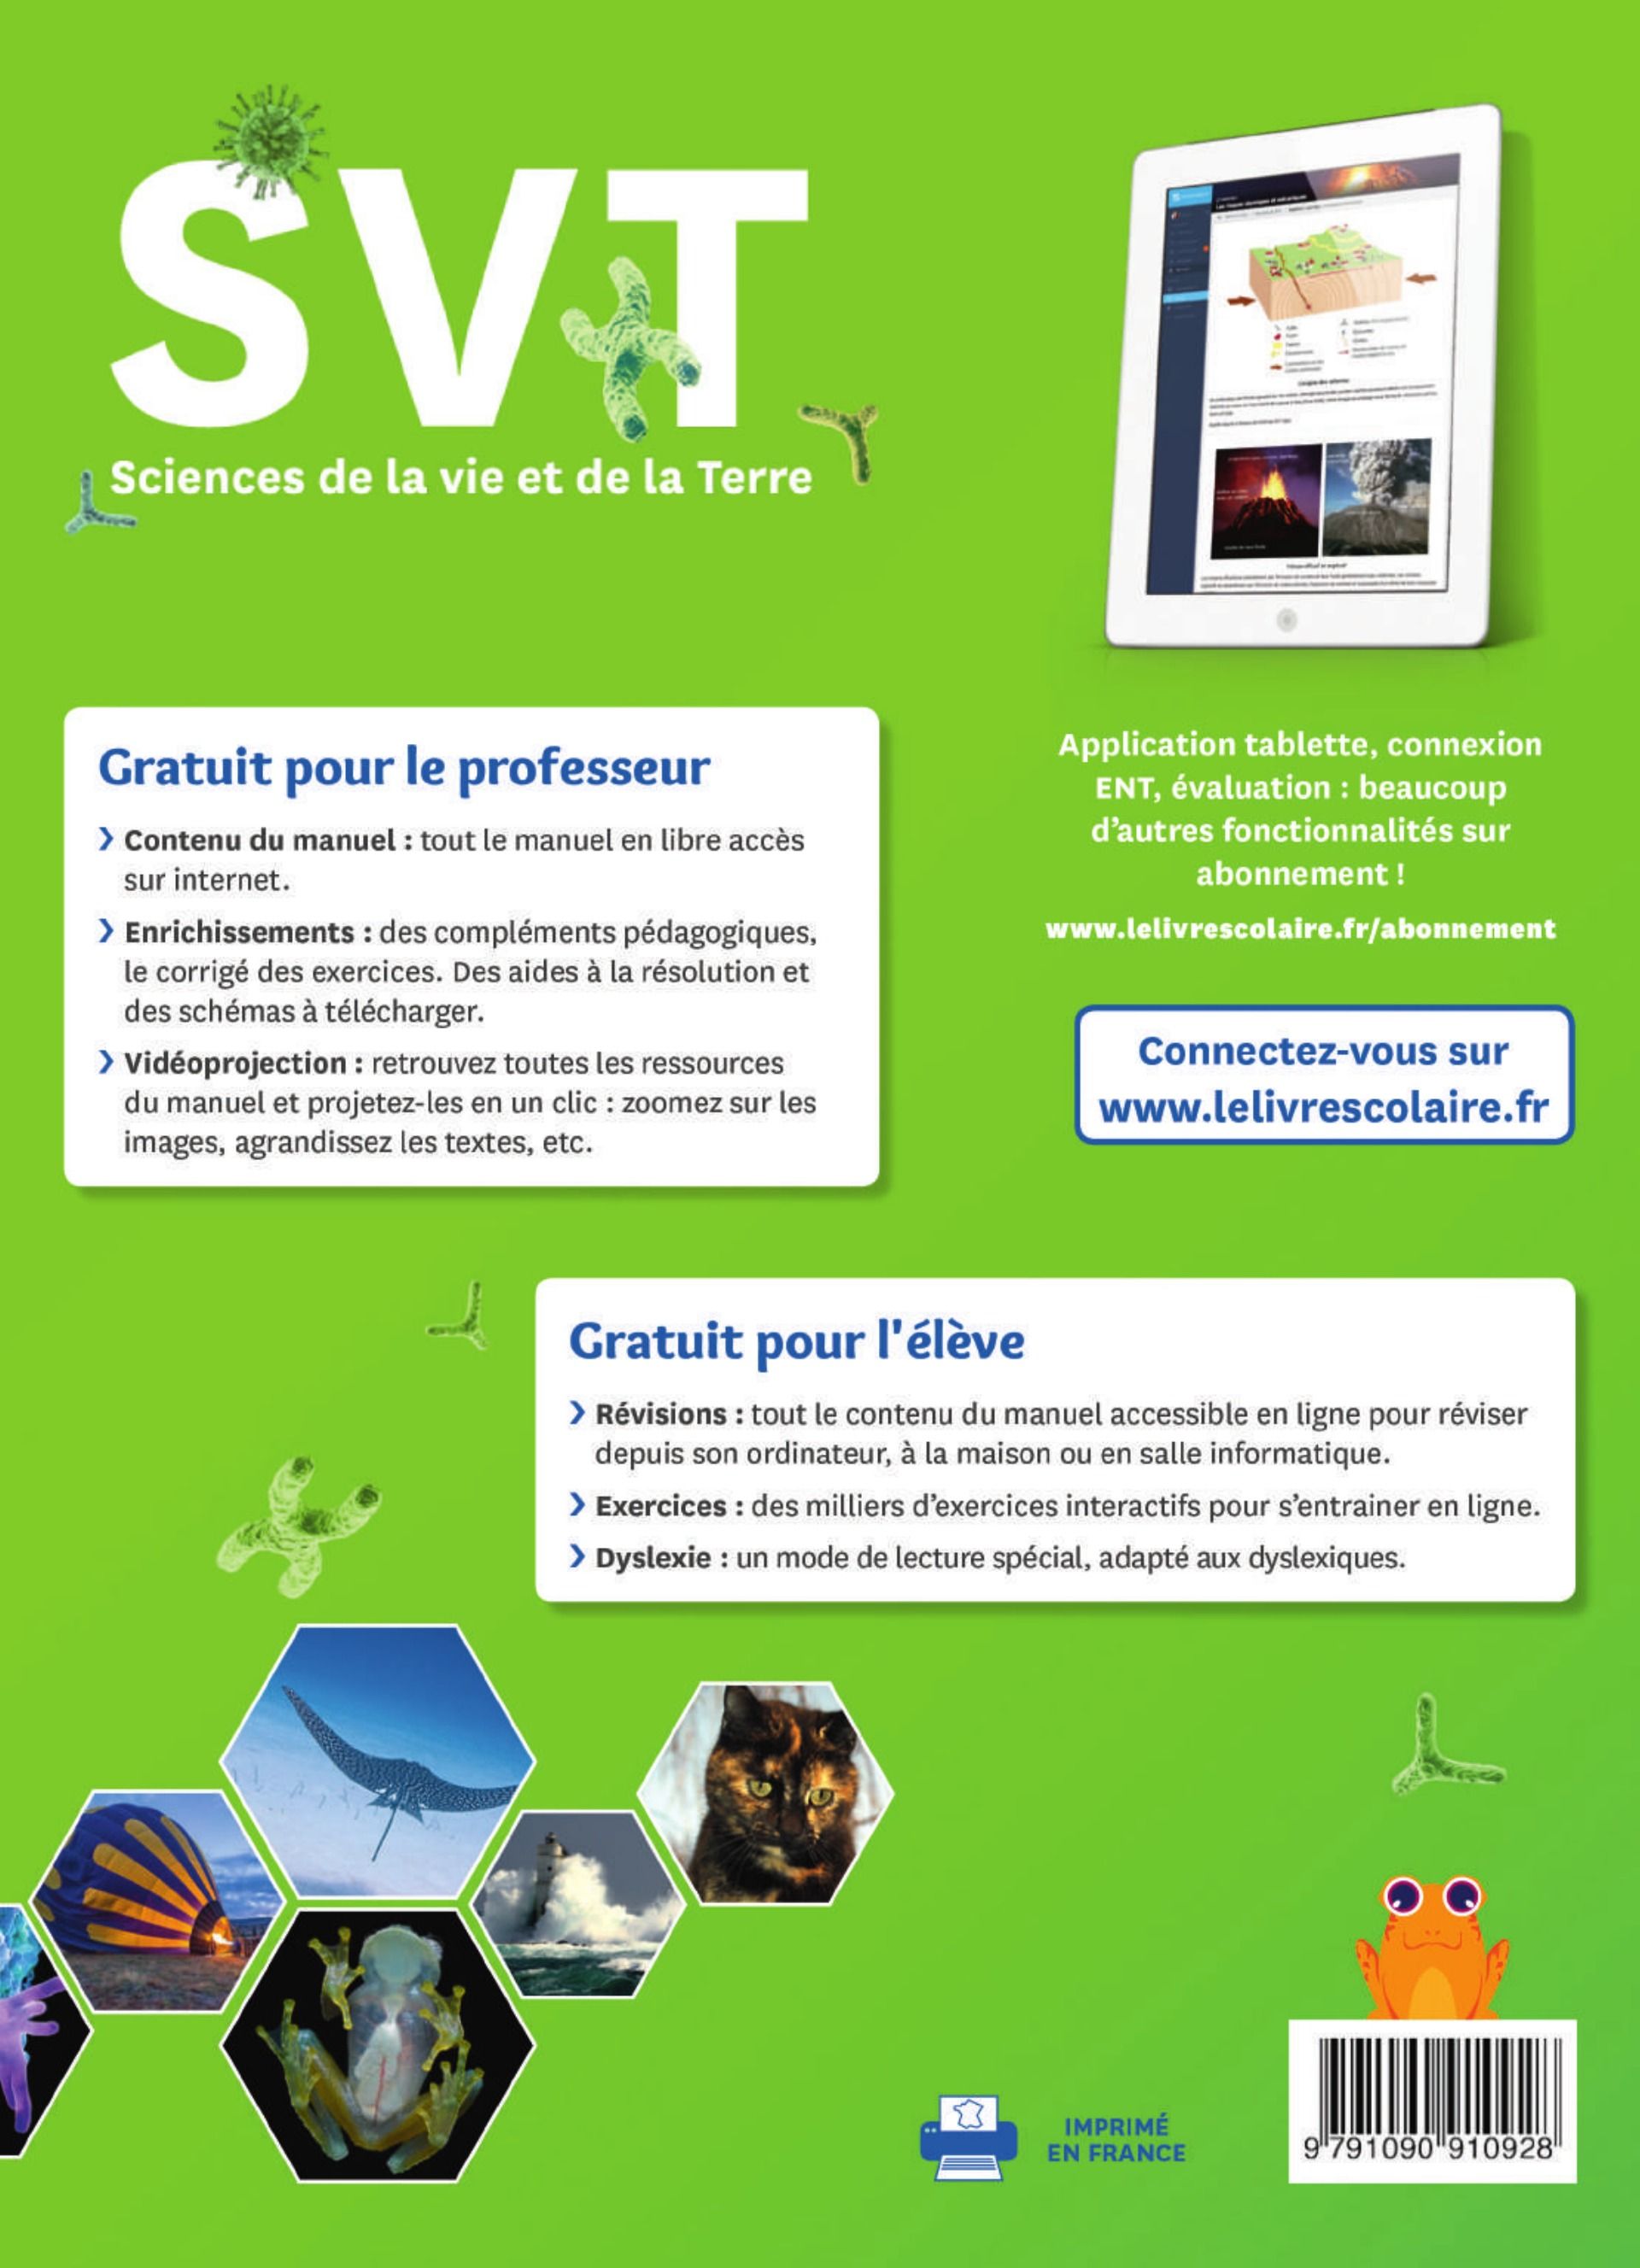 SVT
Sciences de la vie et de la Terre
Gratuit pour le professeur
❯ Contenu du manuel : tout le manuel en libre accès
sur internet.
❯ Enrichissements : des compléments pédagogiques,
le corrigé des exercices. Des aides à la résolution et
des schémas à télécharger.
❯ Vidéoprojection : retrouvez toutes les ressources
du manuel et projetez-les en un clic : zoomez sur les
images, agrandissez les textes, etc.
Application tablette, connexion
ENT, évaluation : beaucoup
d'autres fonctionnalités sur
abonnement !
www.lelivrescolaire.fr/abonnement
Connectez-vous sur
www.lelivrescolaire.fr
Gratuit pour l'élève
❯ Révisions : tout le contenu du manuel accessible en ligne pour réviser
depuis son ordinateur, à la maison ou en salle informatique.
❯ Exercices : des milliers d'exercices interactifs pour s'entrainer en ligne.
❯ Dyslexie : un mode de lecture spécial, adapté aux dyslexiques.
IMPRIMÉ
EN FRANCE
9 791090 910928